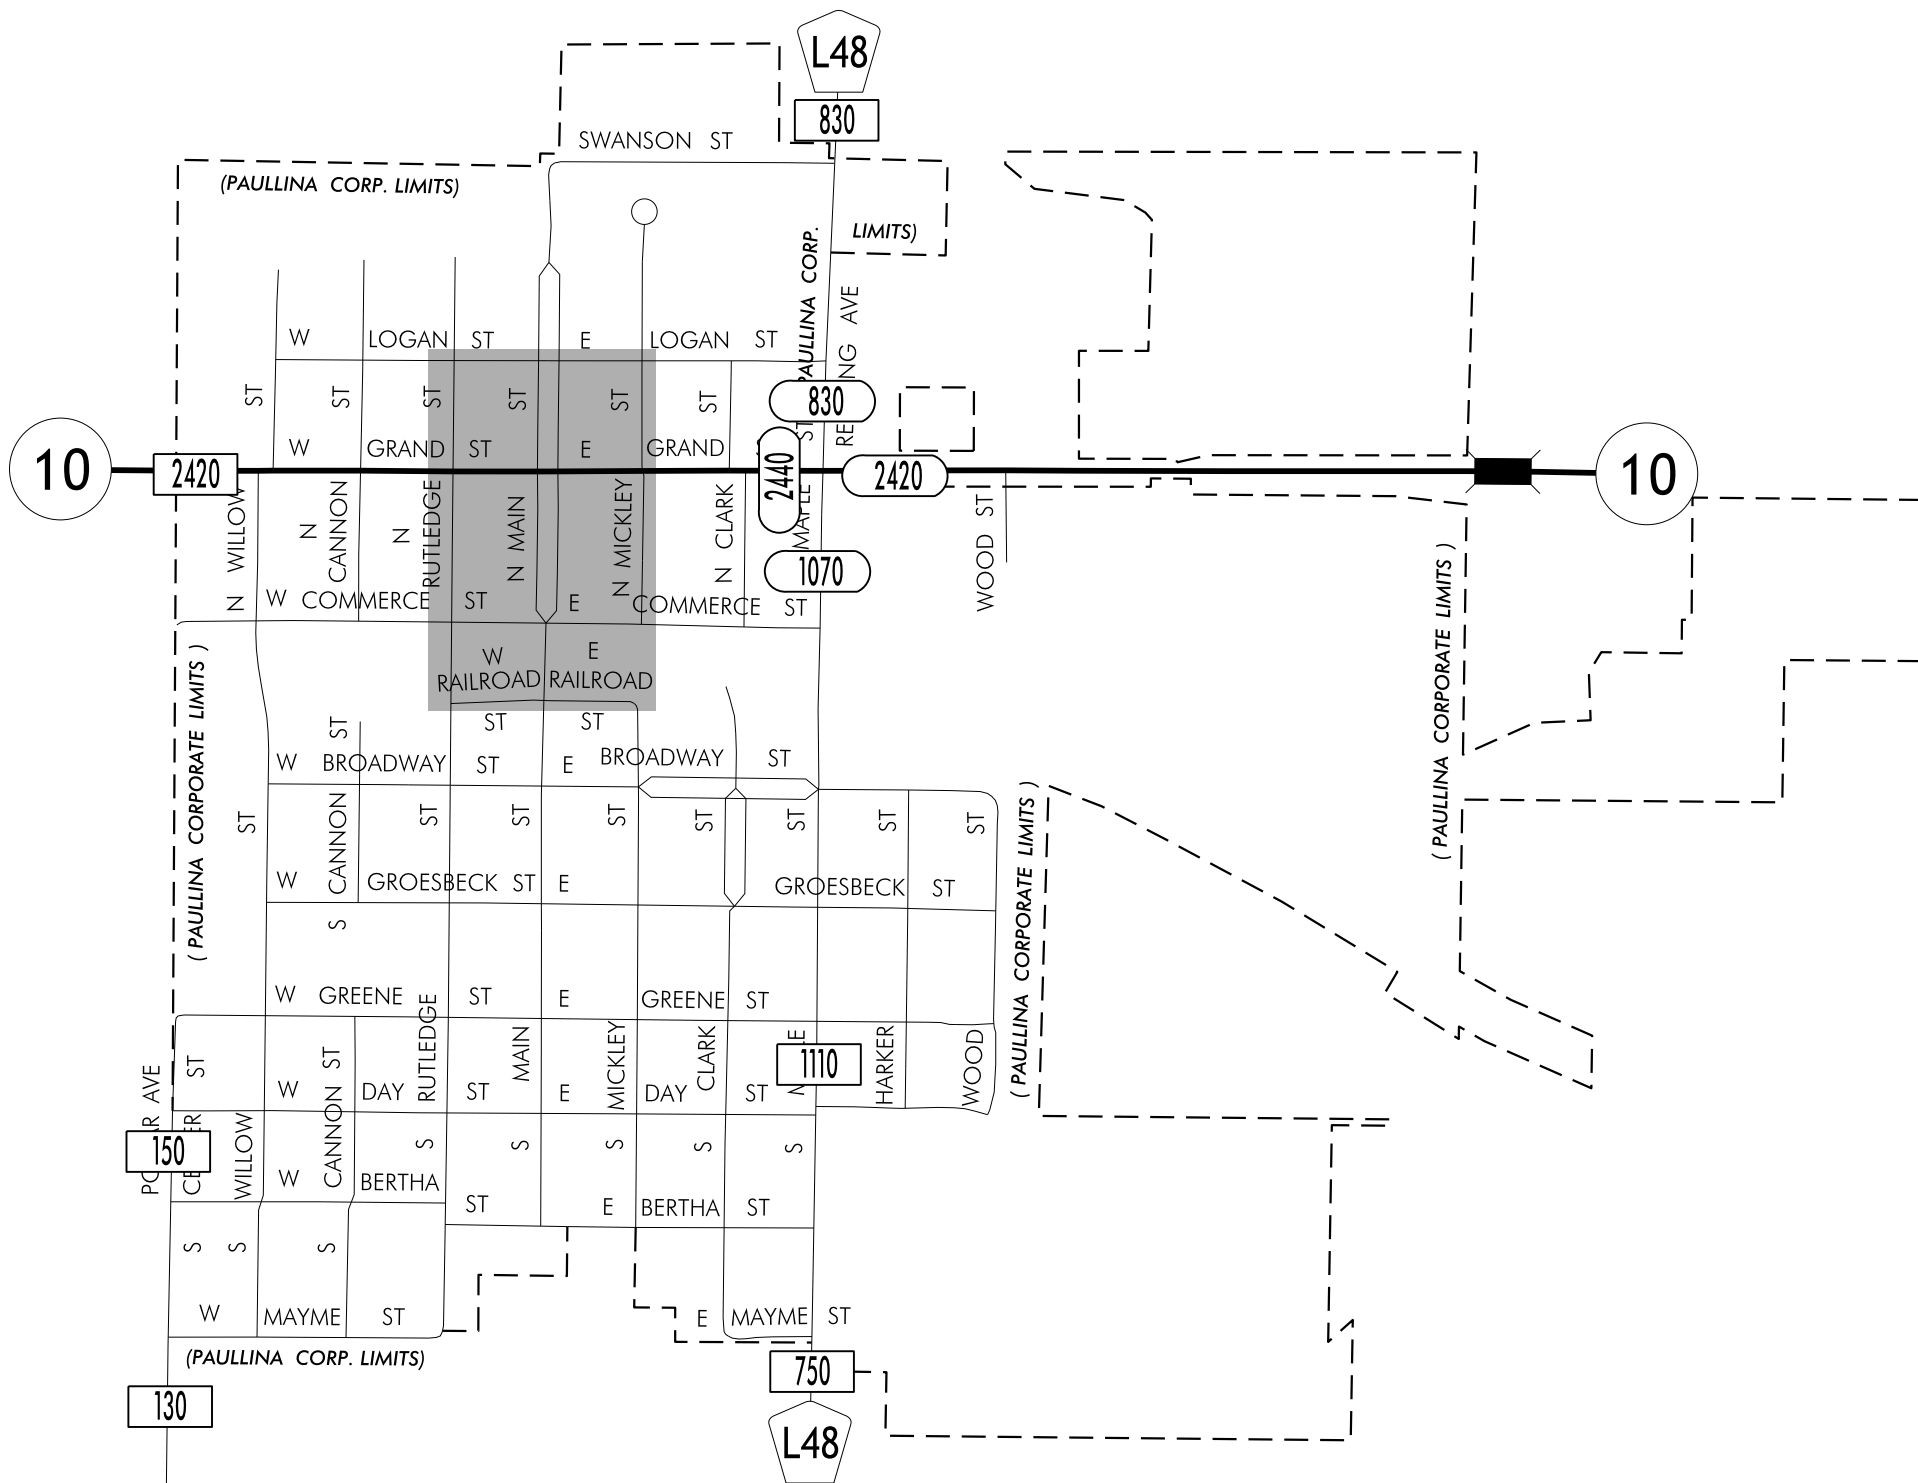 L48
830
SWANSON ST
(PAULLINA CORP. LIMITS)
PAULLINA CORP.
LIMITS)
W LOGAN ST E LOGAN ST
ST ST ST ST ST ST
830
AVE
W GRAND ST E GRAND
10
2420
2440
2420
10
N WILLOW
N CANNON
N RUTLEDGE
N MAIN
N MICKLEY
N CLARK
MAPLE
1070
WOOD ST
W COMMERCE ST E COMMERCE ST
W RAILROAD ST
E RAILROAD ST
( PAULLINA CORPORATE LIMITS )
( PAULLINA CORPORATE LIMITS )
( PAULLINA CORPORATE LIMITS )
ST
W BROADWAY ST E BROADWAY ST
ST CANNON ST ST ST ST ST ST ST
W GROESBECK ST E GROESBECK ST
S
W GREENE ST E GREENE ST
AVE
ST
CANNON ST
RUTLEDGE
MAIN
MICKLEY
CLARK
1110
HARKER
WOOD
W DAY ST E DAY ST
150
WILLOW
S S S S S
W BERTHA ST E BERTHA ST
S S S
W MAYME ST E MAYME ST
(PAULLINA CORP. LIMITS)
750
130
L48